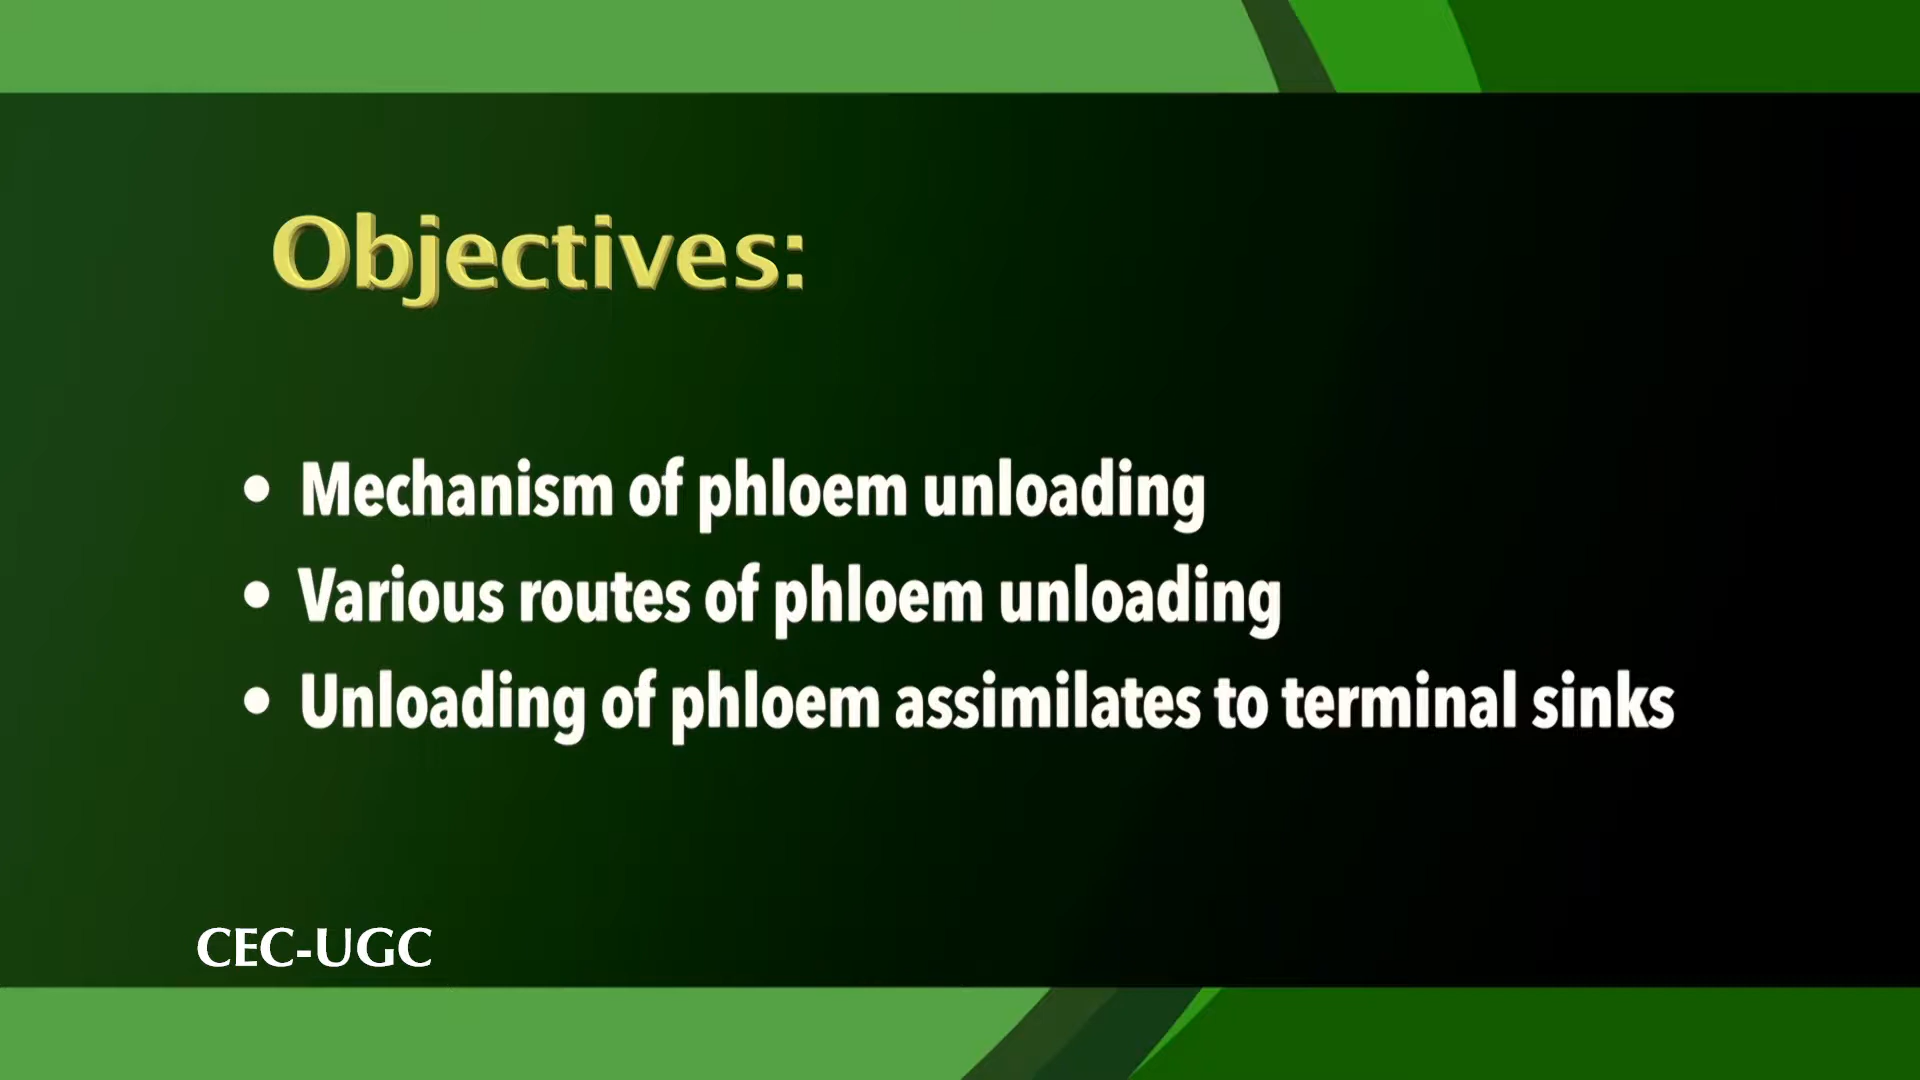 Objectives:
• Mechanism of phloem unloading
• Various routes of phloem unloading
• Unloading of phloem assimilates to terminal sinks
CEC-UGC